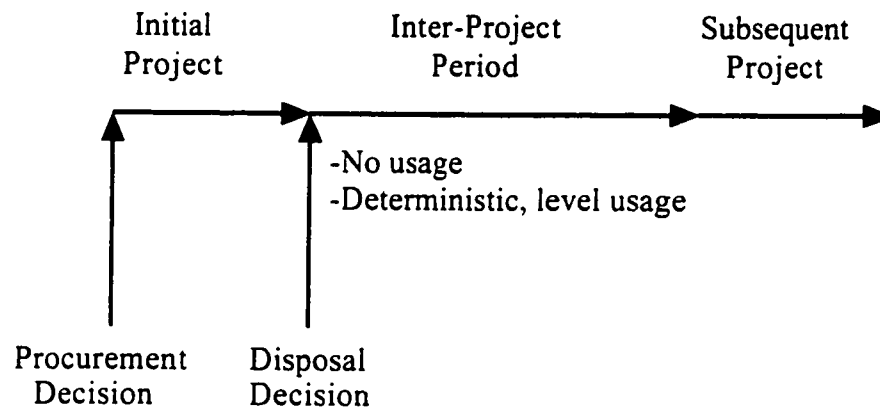 Initial
Project
Inter-Project
Period
Subsequent
Project
-No usage
-Deterministic, level usage
Procurement
Decision
Disposal
Decision